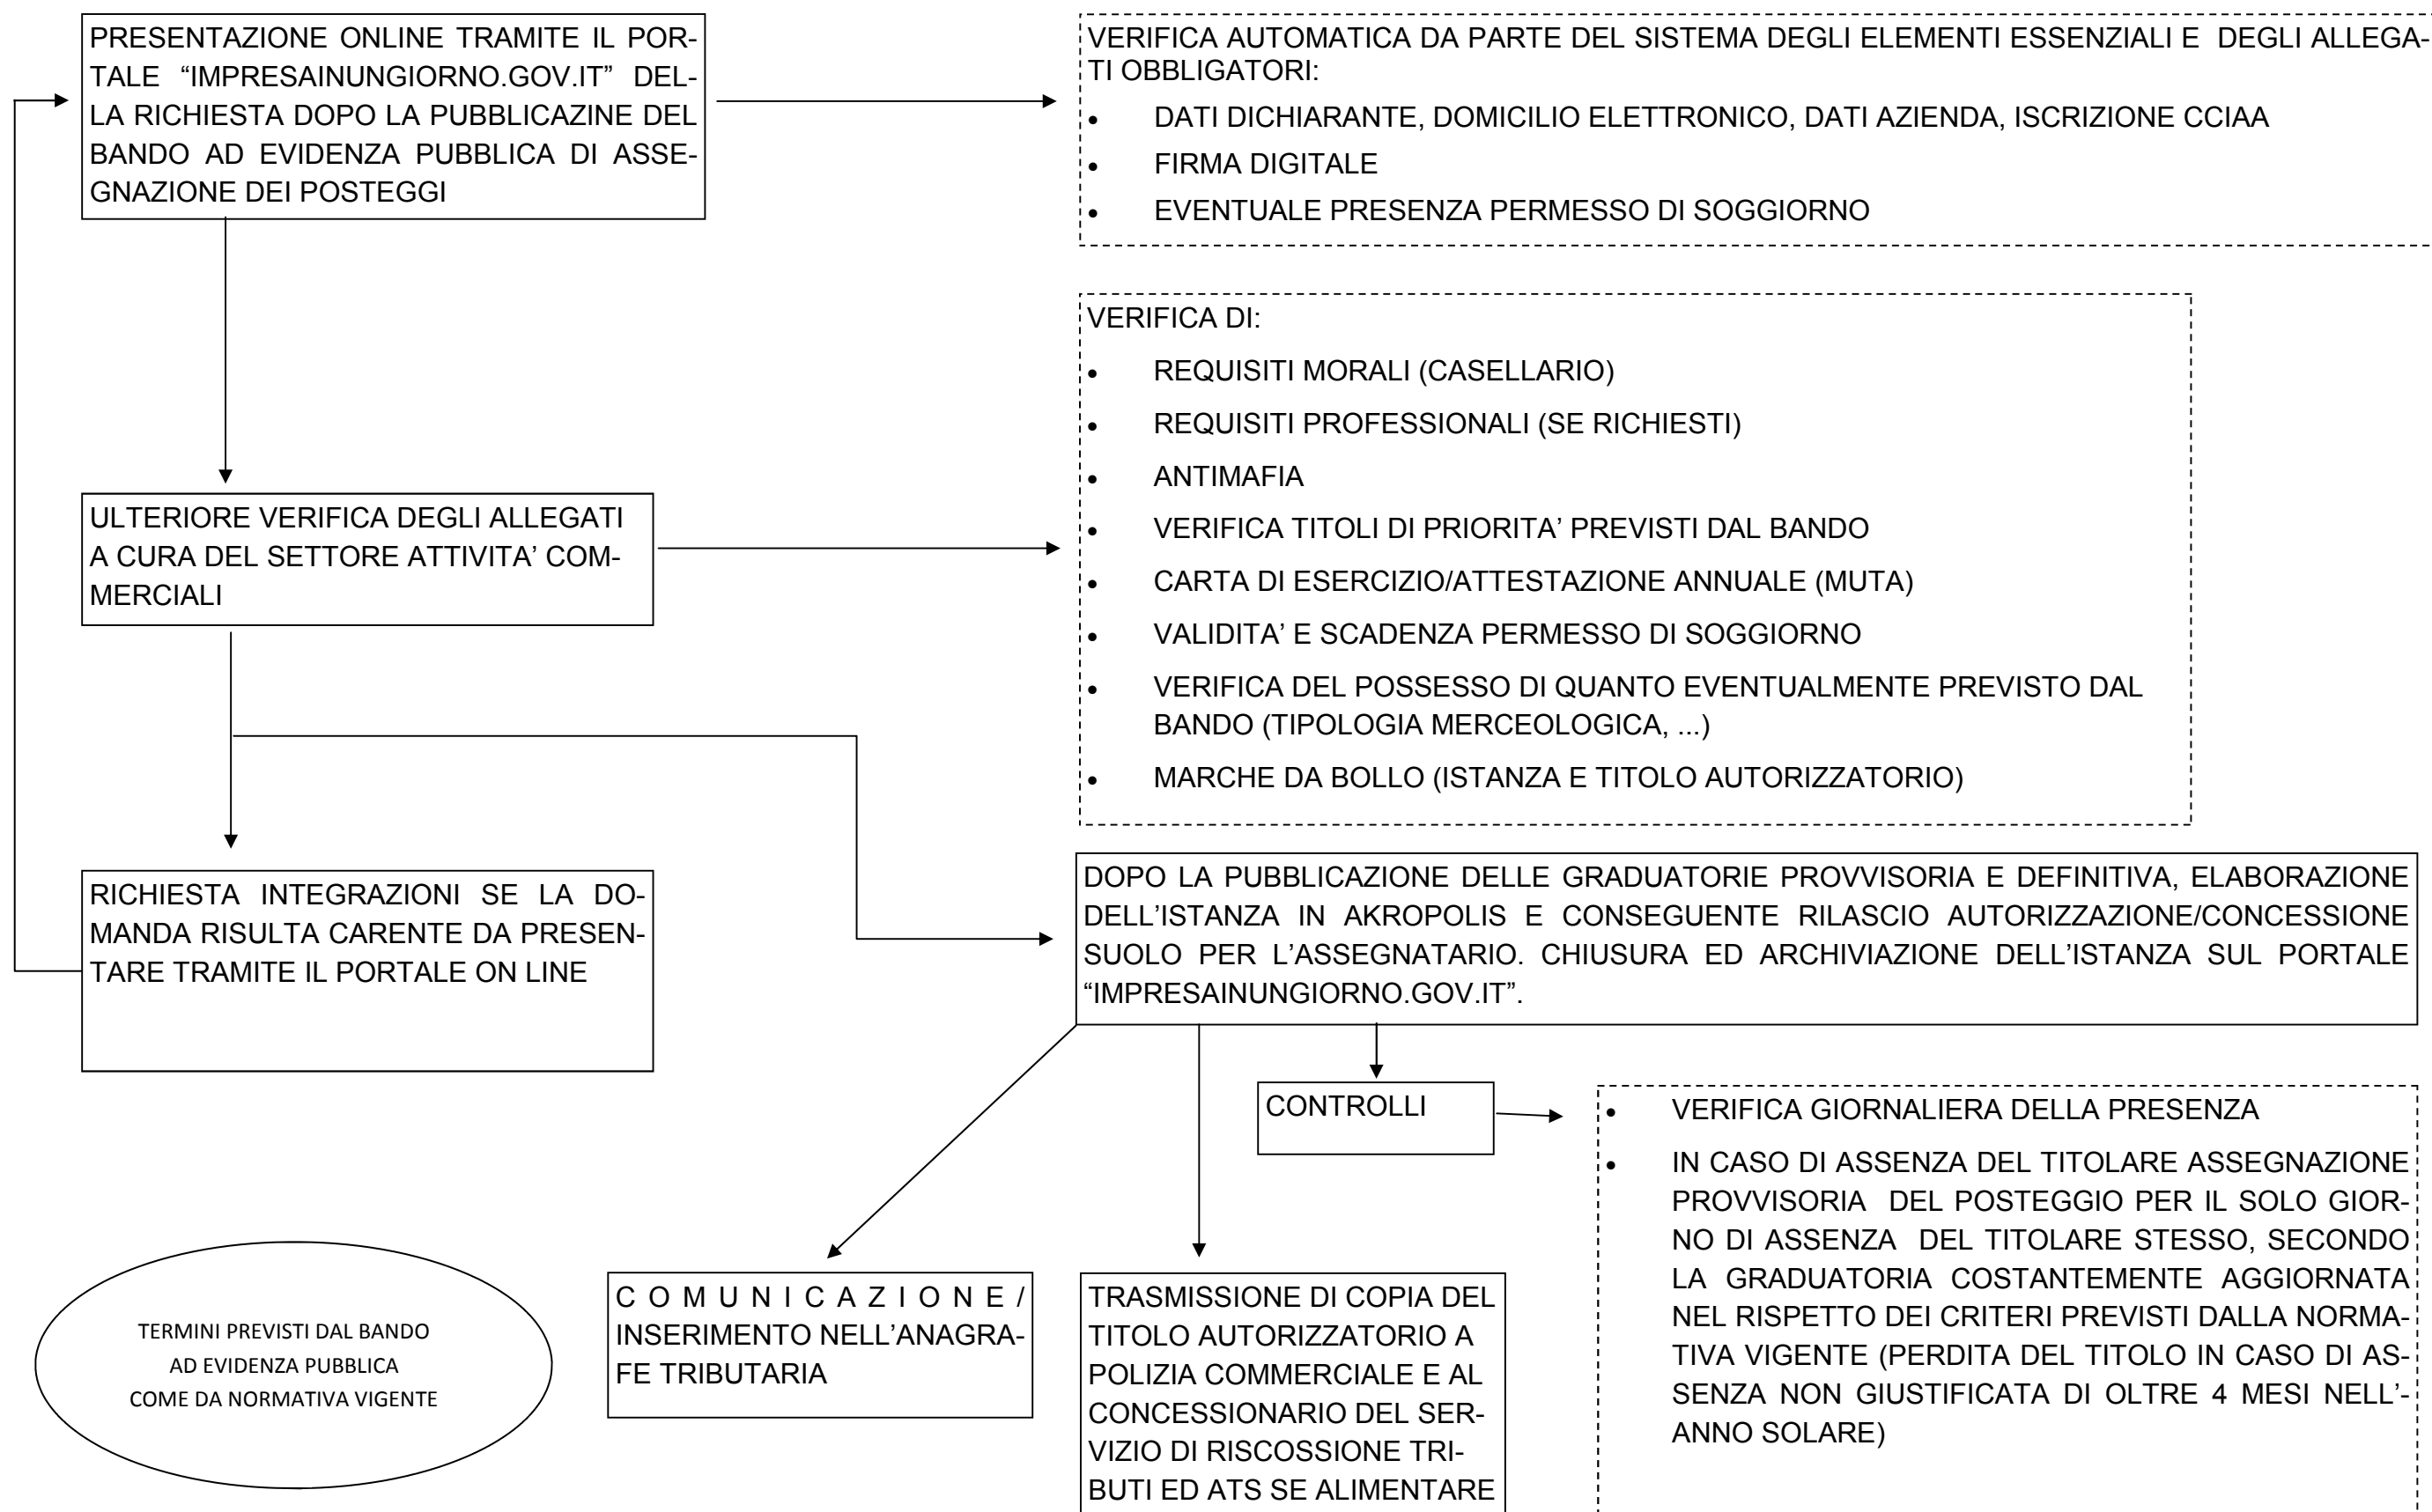 PRESENTAZIONE ONLINE TRAMITE IL POR-
TALE “IMPRESAINUNGIORNO.GOV.IT” DEL-
LA RICHIESTA DOPO LA PUBBLICAZINE DEL
BANDO AD EVIDENZA PUBBLICA DI ASSE-
GNAZIONE DEI POSTEGGI
VERIFICA AUTOMATICA DA PARTE DEL SISTEMA DEGLI ELEMENTI ESSENZIALI E DEGLI ALLEGA-
TI OBBLIGATORI:
• DATI DICHIARANTE, DOMICILIO ELETTRONICO, DATI AZIENDA, ISCRIZIONE CCIAA
• FIRMA DIGITALE
• EVENTUALE PRESENZA PERMESSO DI SOGGIORNO
ULTERIORE VERIFICA DEGLI ALLEGATI
A CURA DEL SETTORE ATTIVITA’ COM-
MERCIALI
VERIFICA DI:
• REQUISITI MORALI (CASELLARIO)
• REQUISITI PROFESSIONALI (SE RICHIESTI)
• ANTIMAFIA
• VERIFICA TITOLI DI PRIORITA’ PREVISTI DAL BANDO
• CARTA DI ESERCIZIO/ATTESTAZIONE ANNUALE (MUTA)
• VALIDITA’ E SCADENZA PERMESSO DI SOGGIORNO
• VERIFICA DEL POSSESSO DI QUANTO EVENTUALMENTE PREVISTO DAL
BANDO (TIPOLOGIA MERCEOLOGICA, ...)
• MARCHE DA BOLLO (ISTANZA E TITOLO AUTORIZZATORIO)
RICHIESTA INTEGRAZIONI SE LA DO-
MANDA RISULTA CARENTE DA PRESEN-
TARE TRAMITE IL PORTALE ON LINE
DOPO LA PUBBLICAZIONE DELLE GRADUATORIE PROVVISORIA E DEFINITIVA, ELABORAZIONE
DELL’ISTANZA IN AKROPOLIS E CONSEGUENTE RILASCIO AUTORIZZAZIONE/CONCESSIONE
SUOLO PER L’ASSEGNATARIO. CHIUSURA ED ARCHIVIAZIONE DELL’ISTANZA SUL PORTALE
“IMPRESAINUNGIORNO.GOV.IT”.
CONTROLLI
• VERIFICA GIORNALIERA DELLA PRESENZA
• IN CASO DI ASSENZA DEL TITOLARE ASSEGNAZIONE
PROVVISORIA DEL POSTEGGIO PER IL SOLO GIOR-
NO DI ASSENZA DEL TITOLARE STESSO, SECONDO
LA GRADUATORIA COSTANTEMENTE AGGIORNATA
NEL RISPETTO DEI CRITERI PREVISTI DALLA NORMA-
TIVA VIGENTE (PERDITA DEL TITOLO IN CASO DI AS-
SENZA NON GIUSTIFICATA DI OLTRE 4 MESI NELL’-
ANNO SOLARE)
TERMINI PREVISTI DAL BANDO
AD EVIDENZA PUBBLICA
COME DA NORMATIVA VIGENTE
COMUNICAZIONE/
INSERIMENTO NELL’ANAGRA-
FE TRIBUTARIA
TRASMISSIONE DI COPIA DEL
TITOLO AUTORIZZATORIO A
POLIZIA COMMERCIALE E AL
CONCESSIONARIO DEL SER-
VIZIO DI RISCOSSIONE TRI-
BUTI ED ATS SE ALIMENTARE